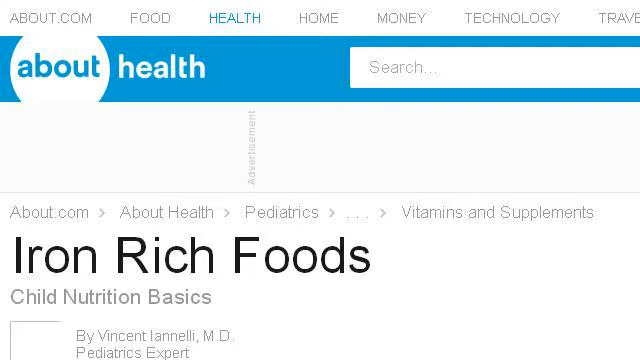 ABOUT.COM FOOD HEALTH HOME MONEY TECHNOLOGY
about health
Search...
Advertisement
About.com > About Health > Pediatrics > . . . > Vitamins and Supplements
Iron Rich Foods
Child Nutrition Basics
By Vincent Iannelli, M.D.
Pediatrics Expert